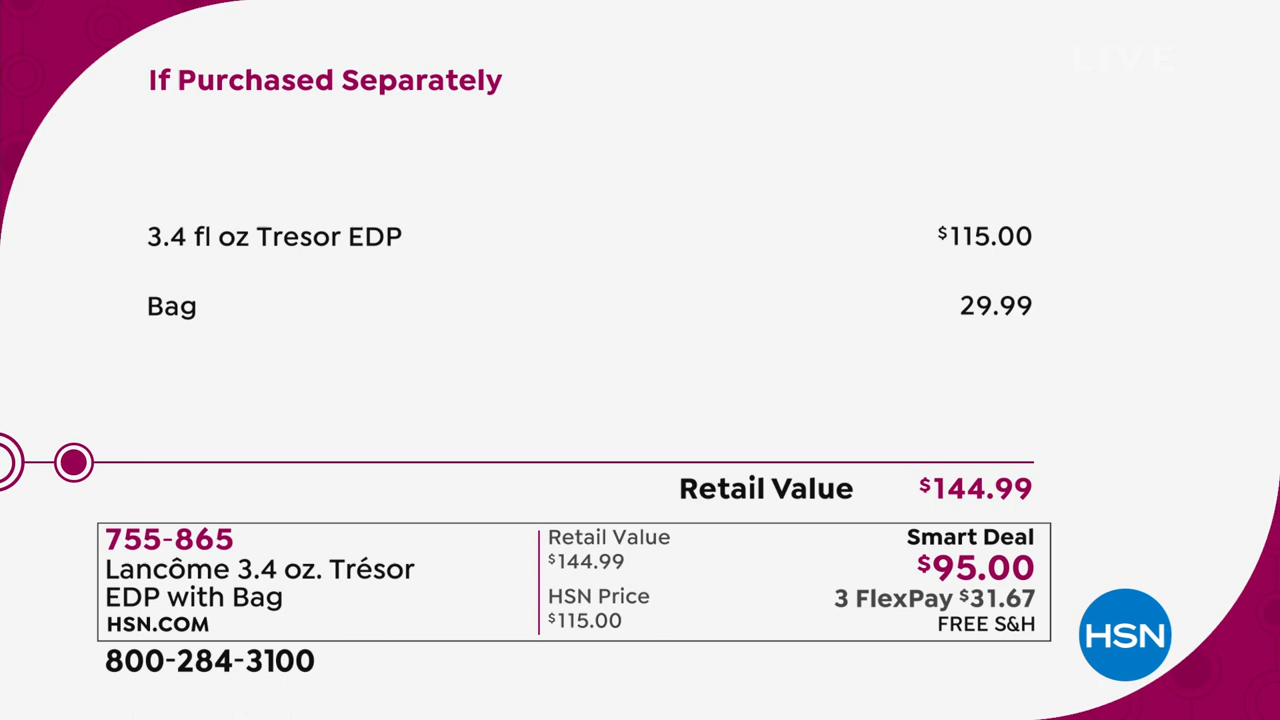 LIVE
If Purchased Separately
3.4 fl oz Tresor EDP $115.00
Bag 29.99
Retail Value $144.99
755-865
Lancôme 3.4 oz. Trésor
EDP with Bag
HSN.COM
Retail Value
$144.99
HSN Price
$115.00
Smart Deal
$95.00
3 FlexPay $31.67
FREE S&H
800-284-3100
HSN